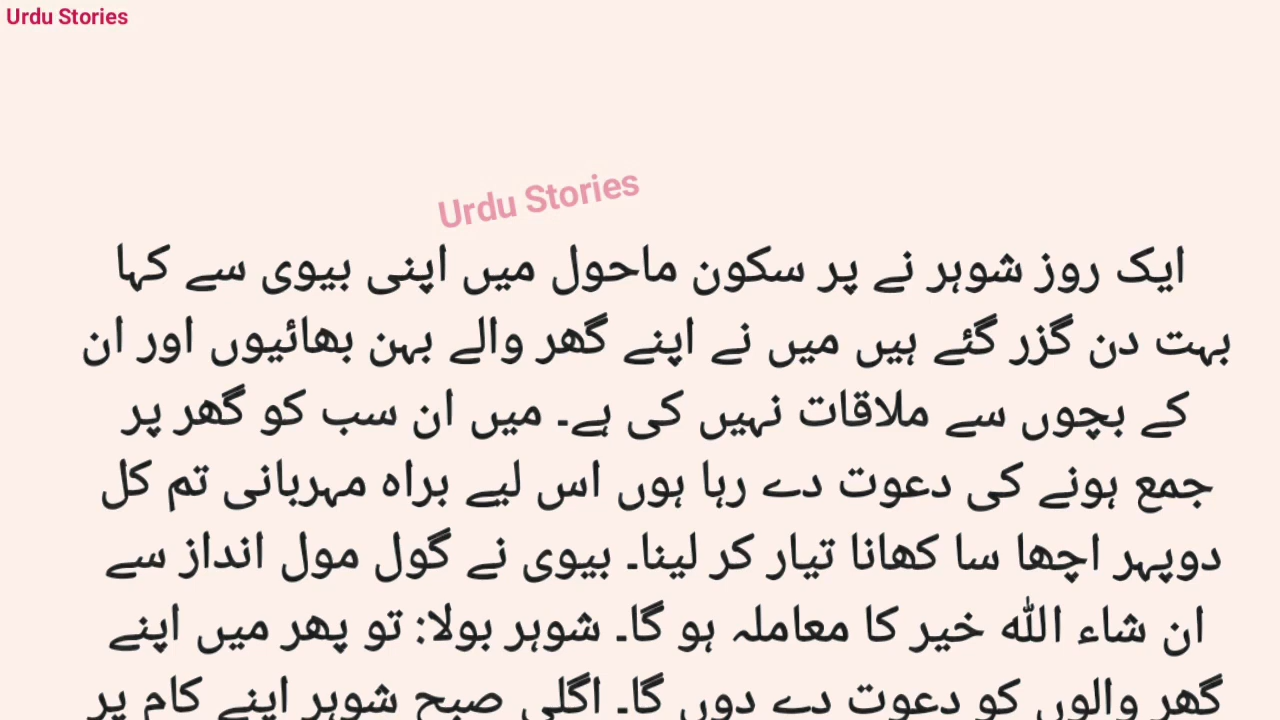 Urdu Stories
Urdu Stories
ایک روز شوہر نے پر سکون ماحول میں اپنی بیوی سے کہا
بہت دن گزر گئے ہیں میں نے اپنے گھر والے بہن بھائیوں اور ان
کے بچوں سے ملاقات نہیں کی ہے۔ میں ان سب کو گھر پر
جمع ہونے کی دعوت دے رہا ہوں اس لیے براہ مہربانی تم کل
دوپہر اچھا سا کھانا تیار کر لینا۔ بیوی نے گول مول انداز سے
ان شاء اللہ خیر کا معاملہ ہو گا۔ شوہر بولا: تو پھر میں اپنے
گھر والوں کو دعوت دے دوں گا۔ اگلی صبح شوہر اپنے کام پر